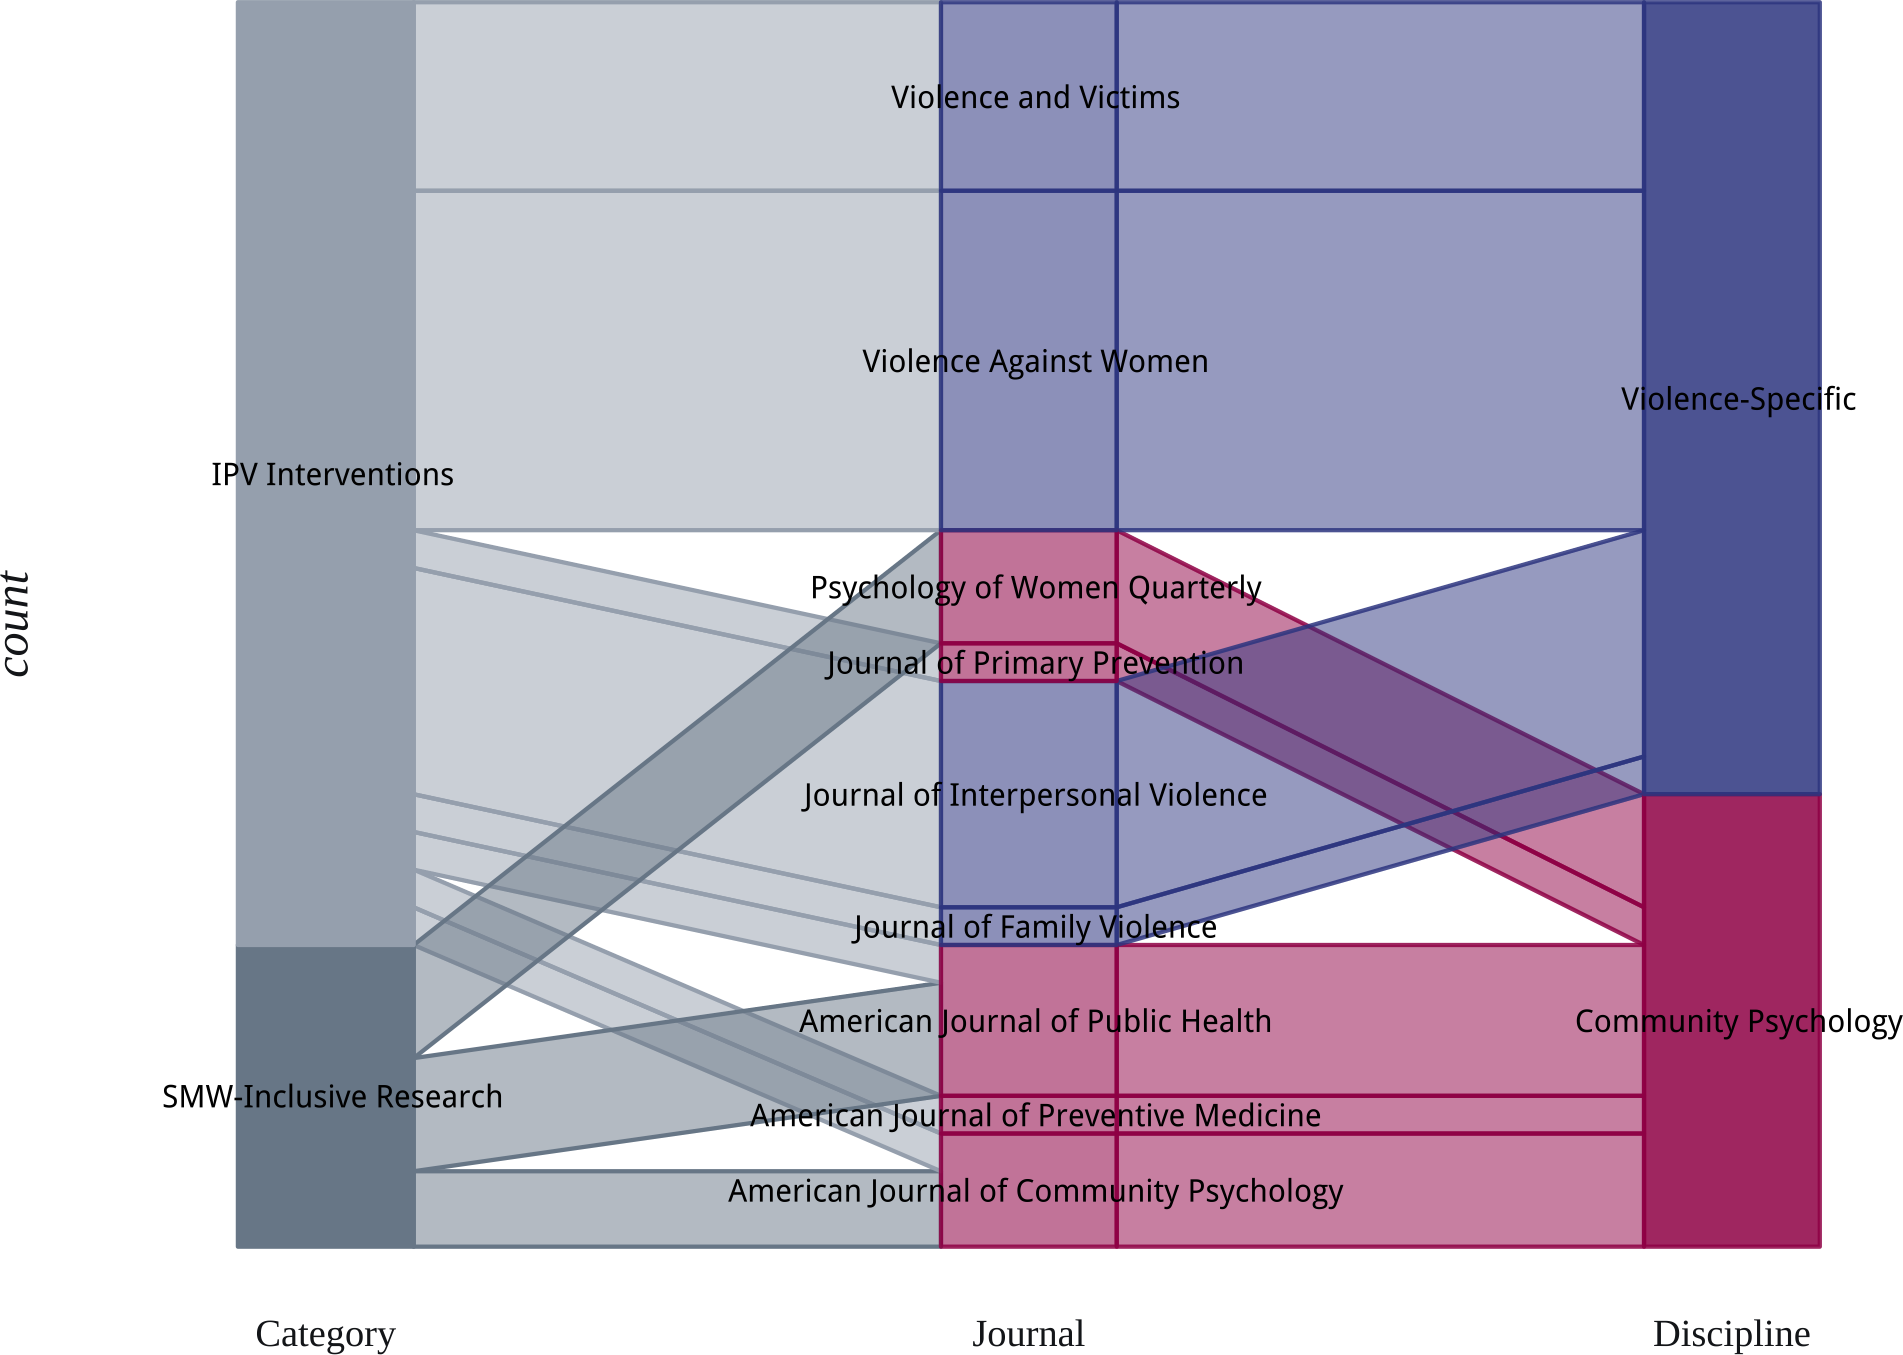 Violence and Victims
Violence Against Women
Violence-Specific
IPV Interventions
Psychology of Women Quarterly
count
Journal of Primary Prevention
Journal of Interpersonal Violence
Journal of Family Violence
American Journal of Public Health
Community Psychology
SMW-Inclusive Research
American Journal of Preventive Medicine
American Journal of Community Psychology
Category
Journal
Discipline